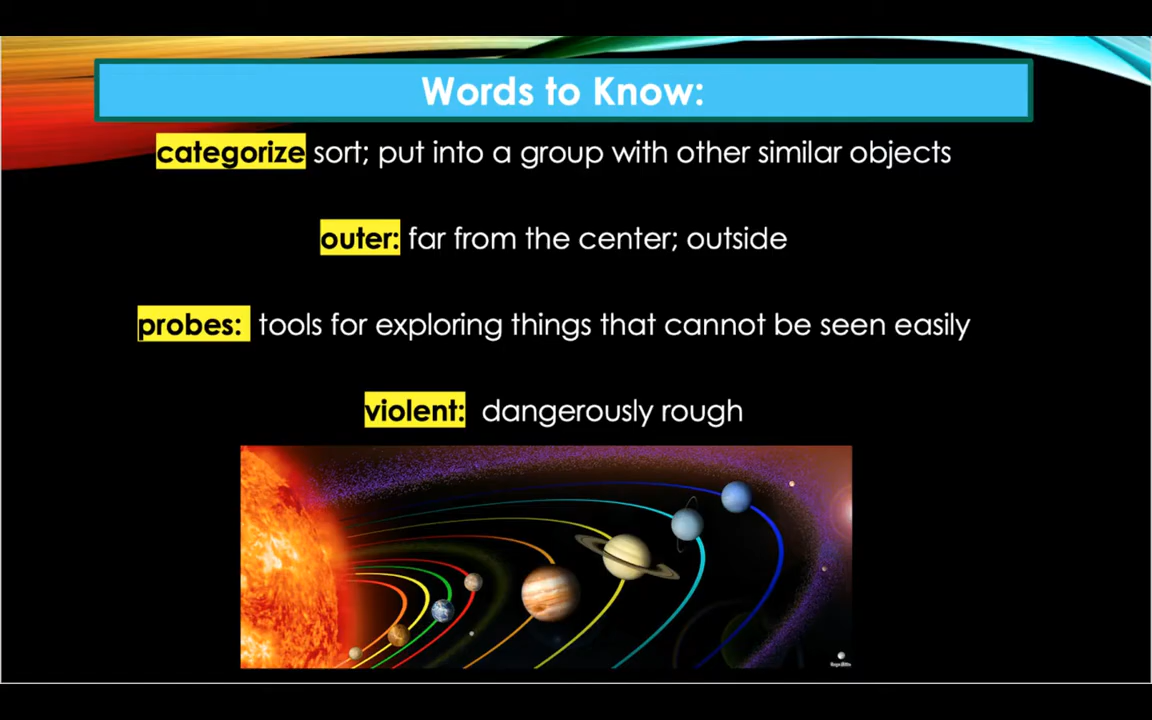 Words to Know:
categorize sort; put into a group with other similar objects
outer: far from the center; outside
probes: tools for exploring things that cannot be seen easily
violent: dangerously rough